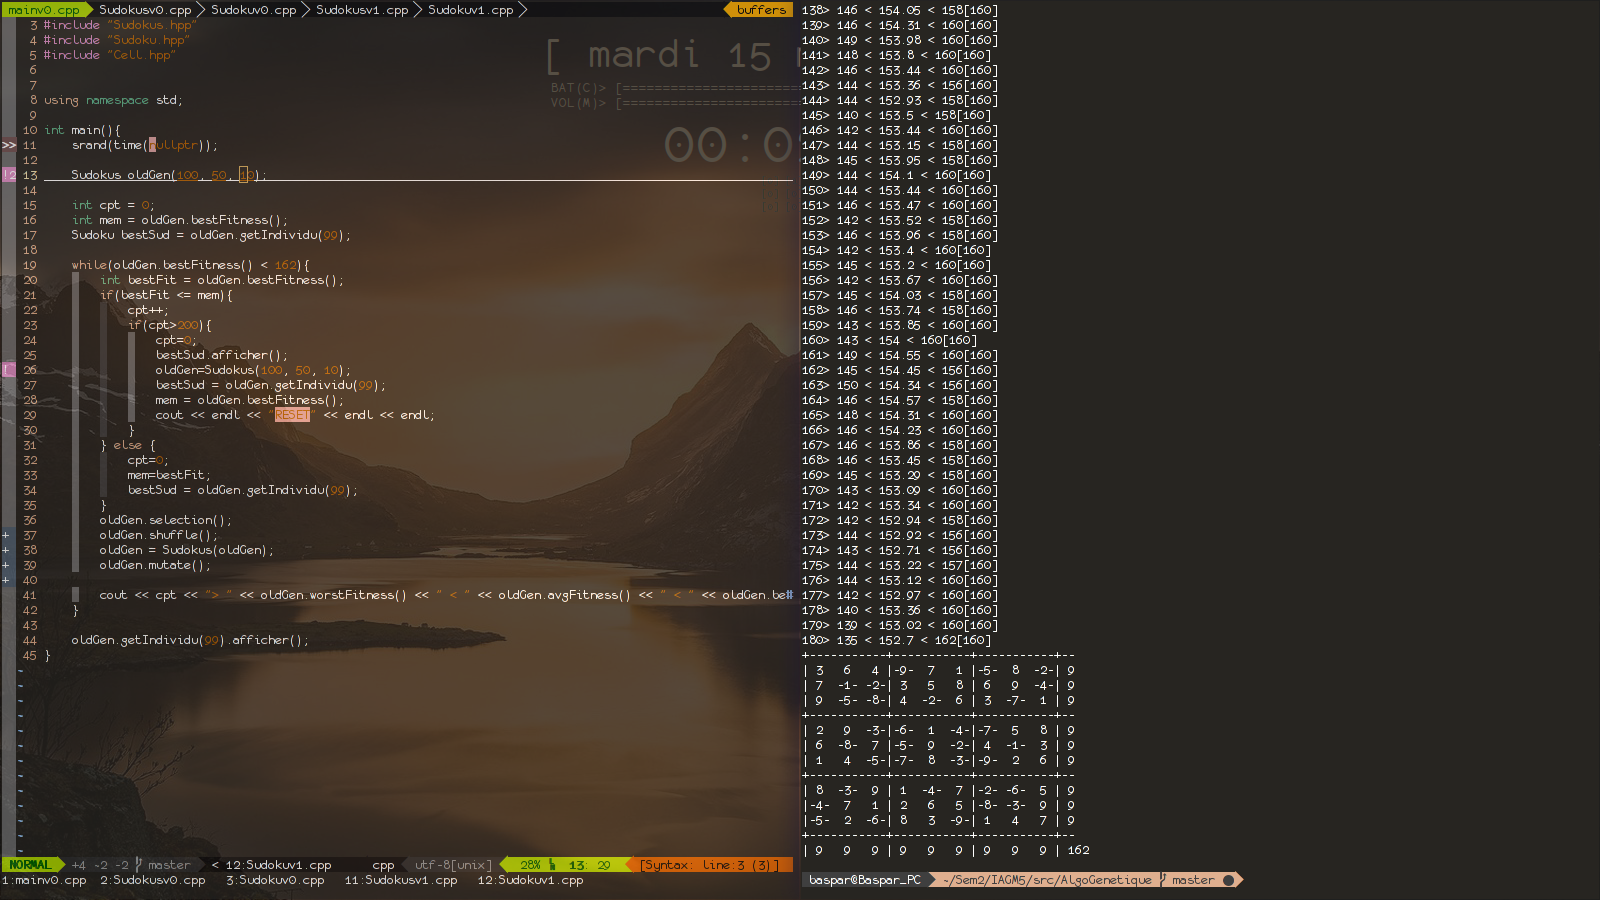 mainv0.cpp Sudokusv0.cpp Sudokuv0.cpp Sudokusv1.cpp Sudokuv1.cpp buffers
3 #include "Sudokus.hpp"
4 #include "Sudoku.hpp"
5 #include "Cell.hpp"
6
7
8 using namespace std;
9
10 int main(){
>> 11 srand(time(nullptr));
12
!2 13 Sudokus oldGen(100, 50, 10);
14
15 int cpt = 0;
16 int mem = oldGen.bestFitness();
17 Sudoku bestSud = oldGen.getIndividu(99);
18
19 while(oldGen.bestFitness() < 162){
20 int bestFit = oldGen.bestFitness();
21 if(bestFit <= mem){
22 cpt++;
23 if(cpt>200){
24 cpt=0;
25 bestSud.afficher();
26 oldGen=Sudokus(100, 50, 10);
27 bestSud = oldGen.getIndividu(99);
28 mem = oldGen.bestFitness();
29 cout << endl << "RESET" << endl << endl;
30 }
31 } else {
32 cpt=0;
33 mem=bestFit;
34 bestSud = oldGen.getIndividu(99);
35 }
36 oldGen.selection();
+ 37 oldGen.shuffle();
+ 38 oldGen = Sudokus(oldGen);
+ 39 oldGen.mutate();
+ 40
41 cout << cpt << "> " << oldGen.worstFitness() << " < " << oldGen.avgFitness() << " < " << oldGen.be#
42 }
43
44 oldGen.getIndividu(99).afficher();
45 }
[ mardi 15
BAT(C)> [====================
VOL(M)> [====================
00:0
NORMAL +4 ~2 -2 master < 12:Sudokuv1.cpp cpp utf-8[unix] 28% 13: 29 [Syntax: line:3 (3)]
1:mainv0.cpp 2:Sudokusv0.cpp 3:Sudokuv0.cpp 11:Sudokusv1.cpp 12:Sudokuv1.cpp
138> 146 < 154.05 < 158[160]
139> 146 < 154.31 < 160[160]
140> 149 < 153.98 < 160[160]
141> 148 < 153.8 < 160[160]
142> 146 < 153.44 < 160[160]
143> 144 < 153.36 < 156[160]
144> 144 < 152.93 < 158[160]
145> 140 < 153.5 < 158[160]
146> 142 < 153.44 < 160[160]
147> 144 < 153.15 < 158[160]
148> 145 < 153.95 < 160[160]
149> 144 < 154.1 < 160[160]
150> 144 < 153.44 < 160[160]
151> 146 < 153.47 < 160[160]
152> 142 < 153.52 < 158[160]
153> 146 < 153.96 < 158[160]
154> 142 < 153.4 < 160[160]
155> 145 < 153.2 < 160[160]
156> 142 < 153.67 < 160[160]
157> 145 < 154.03 < 158[160]
158> 146 < 153.74 < 158[160]
159> 143 < 153.85 < 160[160]
160> 143 < 154 < 160[160]
161> 149 < 154.55 < 160[160]
162> 145 < 154.45 < 156[160]
163> 150 < 154.34 < 156[160]
164> 146 < 154.57 < 158[160]
165> 148 < 154.31 < 160[160]
166> 146 < 154.23 < 160[160]
167> 146 < 153.86 < 158[160]
168> 146 < 153.45 < 158[160]
169> 145 < 153.29 < 158[160]
170> 143 < 153.09 < 160[160]
171> 142 < 153.34 < 160[160]
172> 142 < 152.94 < 158[160]
173> 144 < 152.92 < 156[160]
174> 143 < 152.71 < 156[160]
175> 144 < 153.22 < 157[160]
176> 144 < 153.12 < 160[160]
177> 142 < 152.97 < 160[160]
178> 140 < 153.36 < 160[160]
179> 139 < 153.02 < 160[160]
180> 135 < 152.7 < 162[160]
+-----------+-----------+-----------+--
| 3 6 4 |-9- 7 1 |-5- 8 -2-| 9
| 7 -1- -2-| 3 5 8 | 6 9 -4-| 9
| 9 -5- -8-| 4 -2- 6 | 3 -7- 1 | 9
+-----------+-----------+-----------+--
| 2 9 -3-|-6- 1 -4-|-7- 5 8 | 9
| 6 -8- 7 |-5- 9 -2-| 4 -1- 3 | 9
| 1 4 -5-|-7- 8 -3-|-9- 2 6 | 9
+-----------+-----------+-----------+--
| 8 -3- 9 | 1 -4- 7 |-2- -6- 5 | 9
|-4- 7 1 | 2 6 5 |-8- -3- 9 | 9
|-5- 2 -6-| 8 3 -9-| 1 4 7 | 9
+-----------+-----------+-----------+--
| 9 9 9 | 9 9 9 | 9 9 9 | 162
baspar@Baspar_PC ~/Sem2/IAGM5/src/AlgoGenetique master